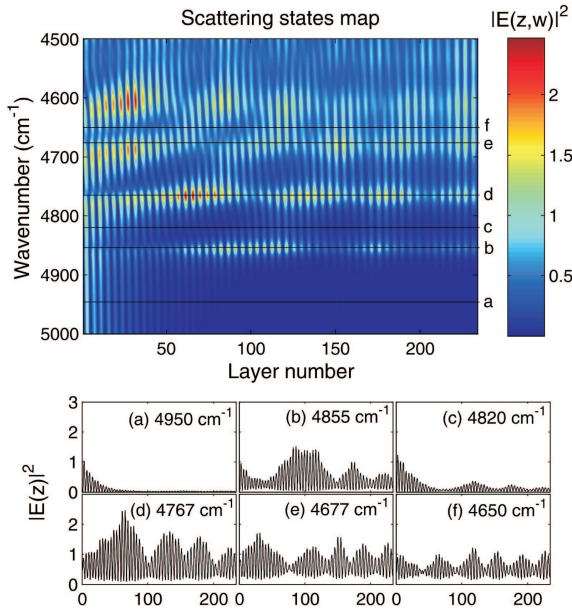 Scattering states map
|E(z,w)|²
4500
4600
4700
4800
4900
5000
Wavenumber (cm⁻¹)
f
e
d
c
b
a
50
100
150
200
Layer number
2
1.5
1
0.5
3
2
1
0
2
1
0
|E(z)|²
(a) 4950 cm⁻¹
(b) 4855 cm⁻¹
(c) 4820 cm⁻¹
(d) 4767 cm⁻¹
(e) 4677 cm⁻¹
(f) 4650 cm⁻¹
0 100 200
0 100 200
0 100 200